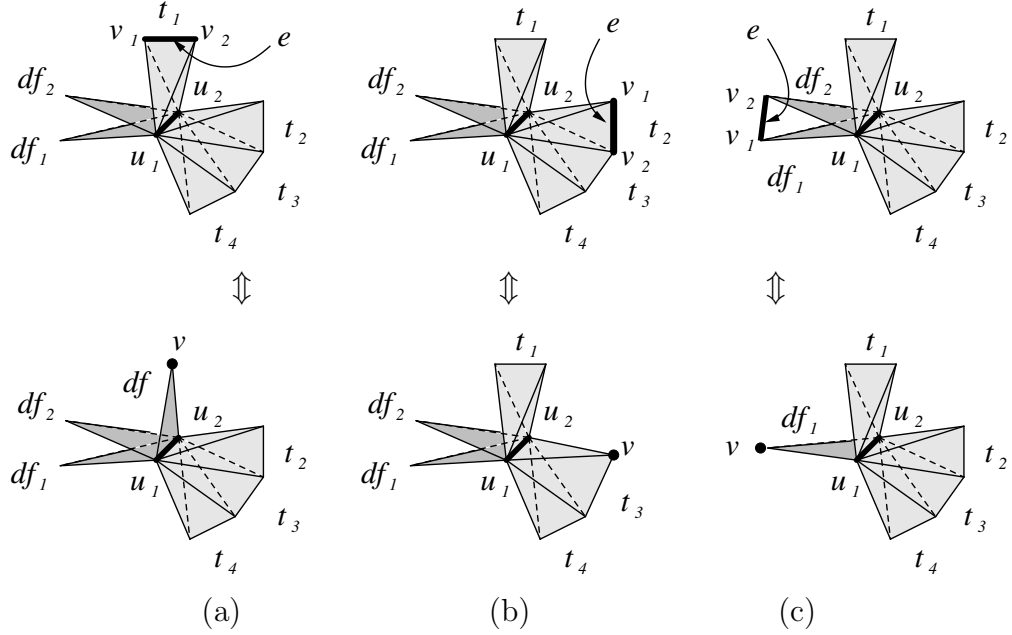 t1 t1 t1
v1 v2 e e e
df2 u2 df2 u2 v1 v2 df2 u2
t2 t2 t2
df1 u1 df1 u1 v2 v1 df1 u1
t3 t3 t3
t4 t4 t4
⇕ ⇕ ⇕
v t1 t1
df
df2 u2 df2 u2 v df1 u2
v
df1 u1 t2 df1 u1 u1 t2
t3 t3 t3
t4 t4 t4
(a) (b) (c)